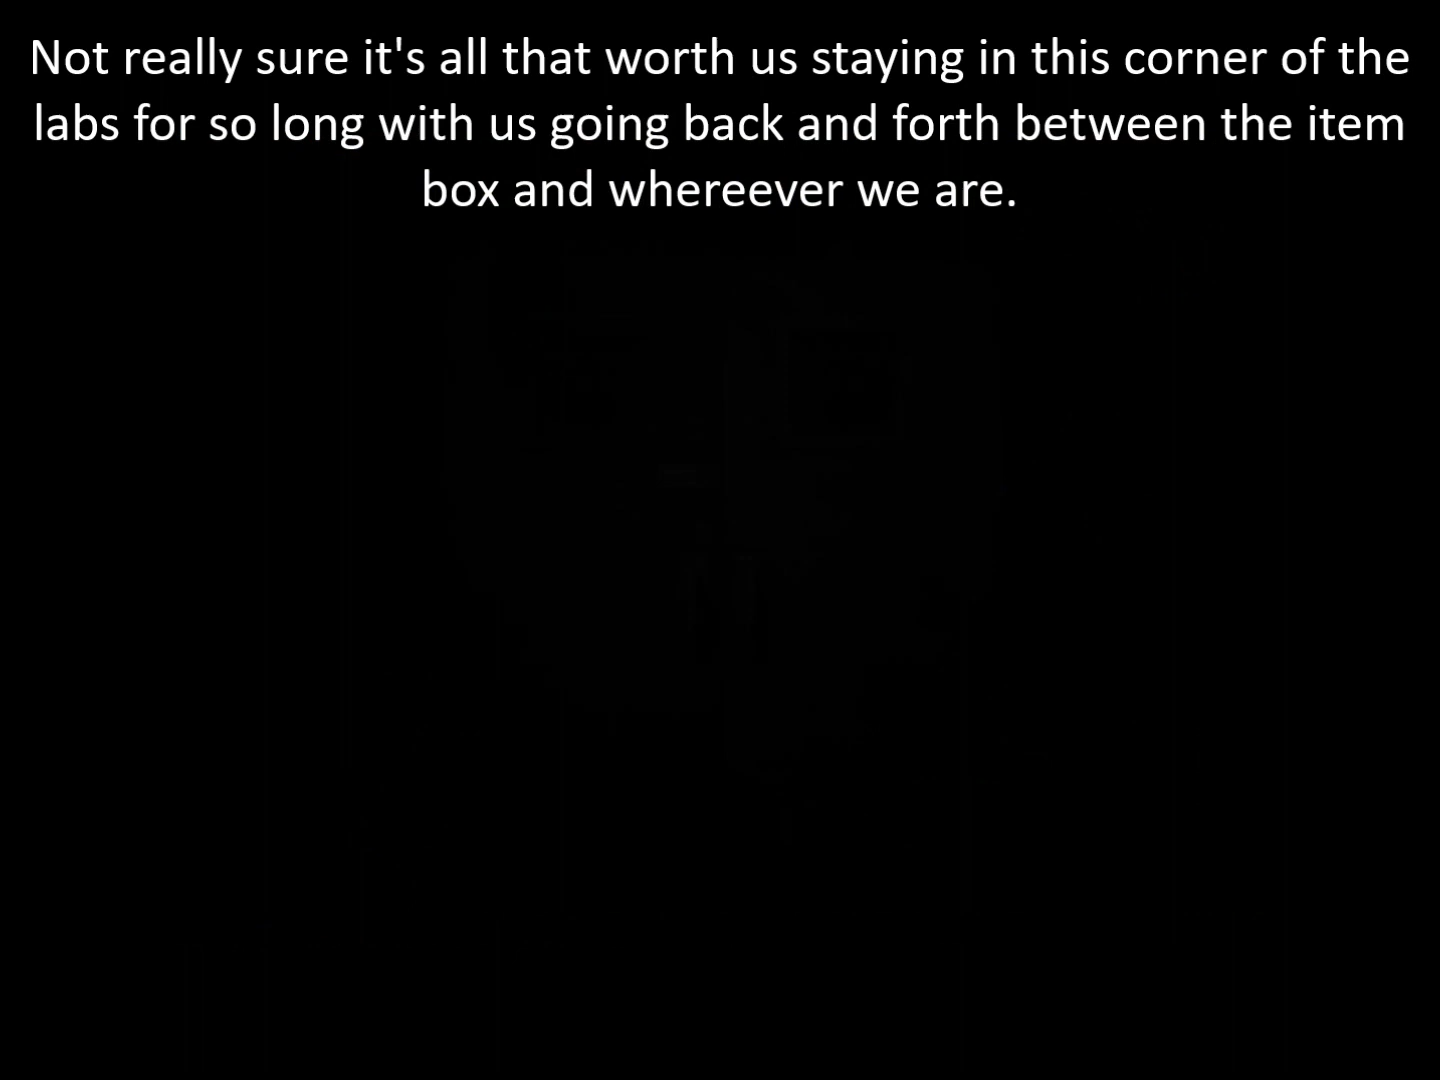 Not really sure it's all that worth us staying in this corner of the
labs for so long with us going back and forth between the item
box and whereever we are.